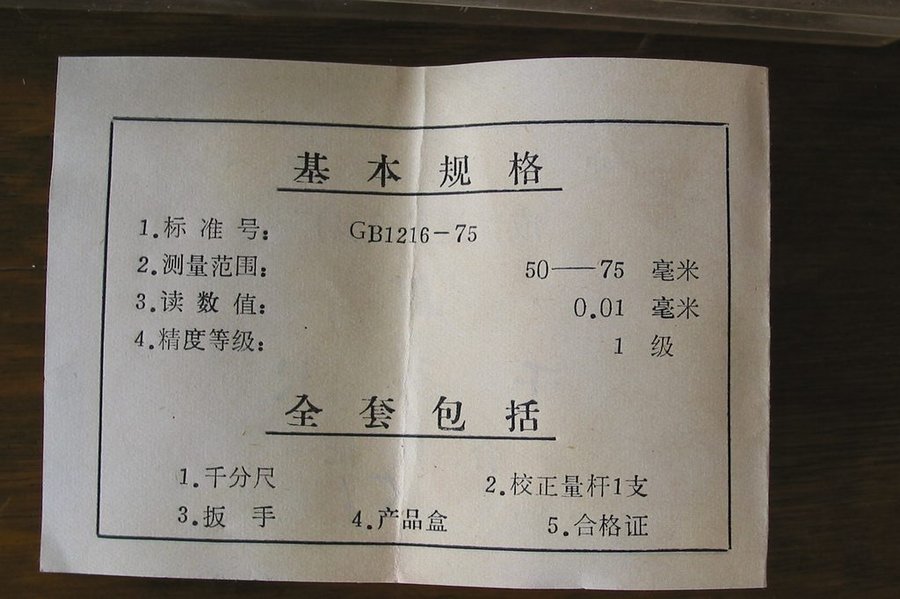 基本规格
1.标准号： GB1216-75
2.测量范围： 50——75 毫米
3.读数值： 0.01 毫米
4.精度等级： 1 级
全套包括
1.千分尺 2.校正量杆1支
3.扳手 4.产品盒 5.合格证